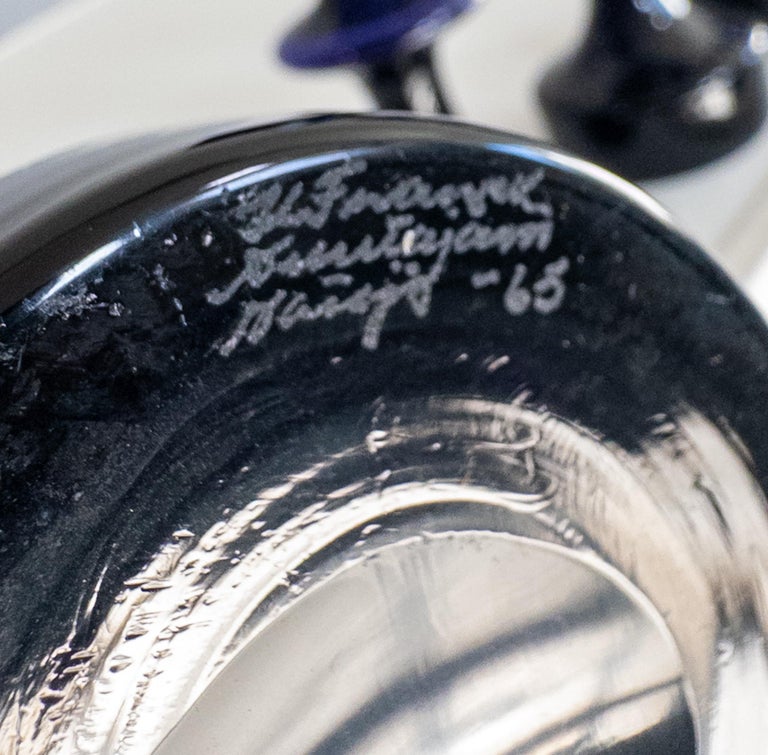 K Franck
Nuutajärvi
Notsjö -65